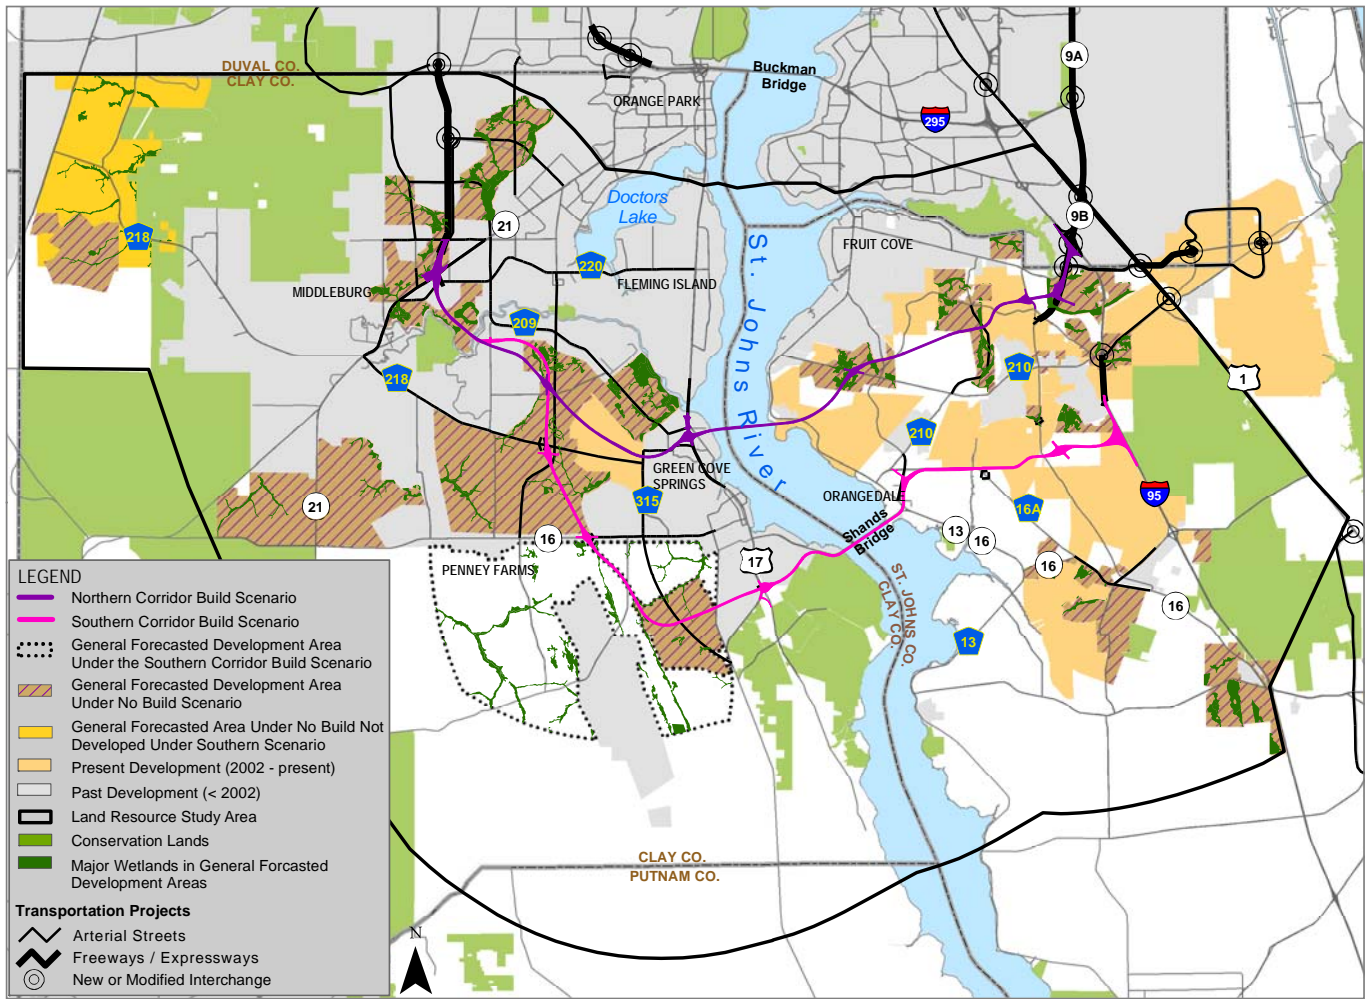 DUVAL CO.
CLAY CO.
ORANGE PARK
Buckman
Bridge
9A
295
Doctors
Lake
21
218
9B
FRUIT COVE
220
MIDDLEBURG
FLEMING ISLAND
St. Johns River
209
218
210
1
210
GREEN COVE
SPRINGS
315
ORANGEDALE
95
21
16A
Shands
Bridge
13
16
16
17
16
PENNEY FARMS
16
ST. JOHNS CO.
CLAY CO.
13
CLAY CO.
PUTNAM CO.
N
LEGEND
Northern Corridor Build Scenario
Southern Corridor Build Scenario
General Forecasted Development Area
Under the Southern Corridor Build Scenario
General Forecasted Development Area
Under No Build Scenario
General Forecasted Area Under No Build Not
Developed Under Southern Scenario
Present Development (2002 - present)
Past Development (< 2002)
Land Resource Study Area
Conservation Lands
Major Wetlands in General Forcasted
Development Areas
Transportation Projects
Arterial Streets
Freeways / Expressways
New or Modified Interchange